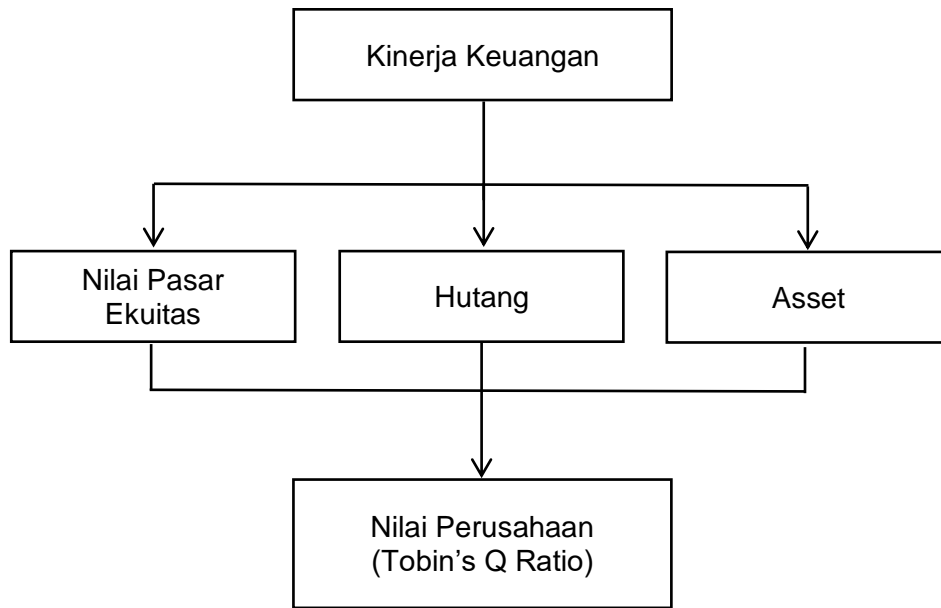 Kinerja Keuangan
Nilai Pasar
Ekuitas
Hutang
Asset
Nilai Perusahaan
(Tobin’s Q Ratio)